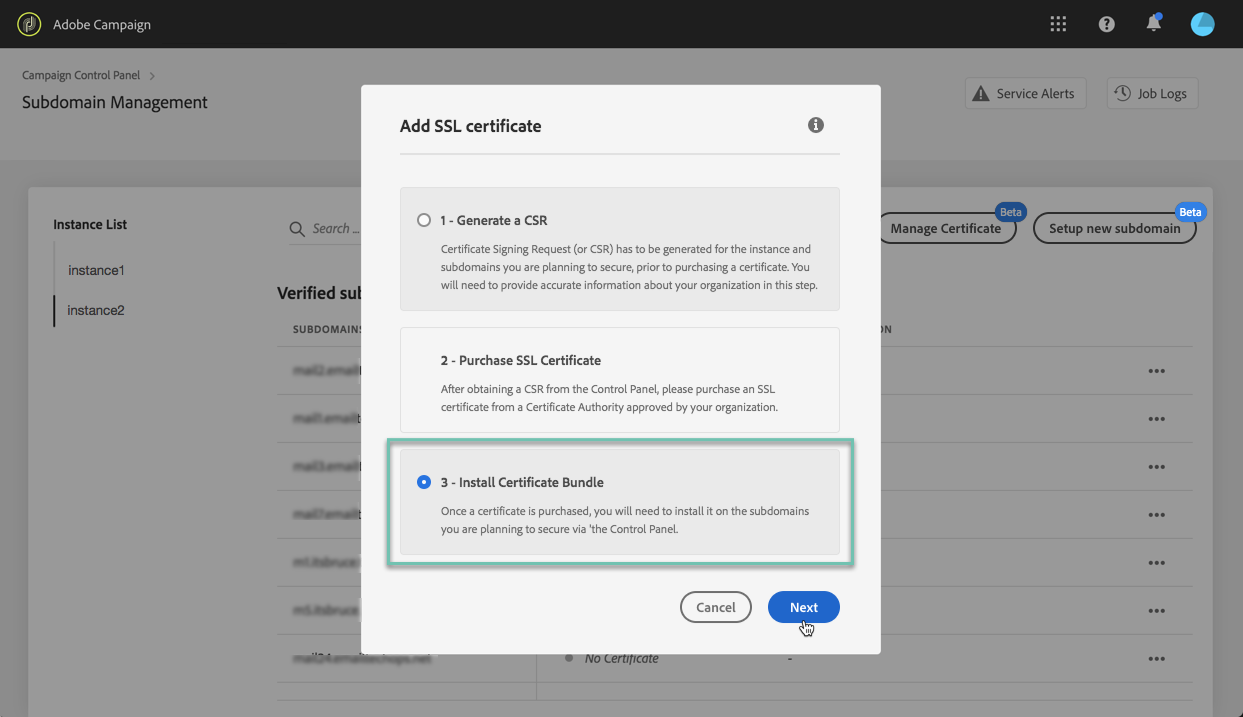 Adobe Campaign
Campaign Control Panel
Subdomain Management
Service Alerts
Job Logs
Add SSL certificate
Instance List
instance1
instance2
Search ...
Manage Certificate
Beta
Setup new subdomain
Beta
Verified
SUBDOMAINS
1 - Generate a CSR
Certificate Signing Request (or CSR) has to be generated for the instance and
subdomains you are planning to secure, prior to purchasing a certificate. You
will need to provide accurate information about your organization in this step.
2 - Purchase SSL Certificate
After obtaining a CSR from the Control Panel, please purchase an SSL
certificate from a Certificate Authority approved by your organization.
3 - Install Certificate Bundle
Once a certificate is purchased, you will need to install it on the subdomains
you are planning to secure via 'the Control Panel.
Cancel
Next
No Certificate
-